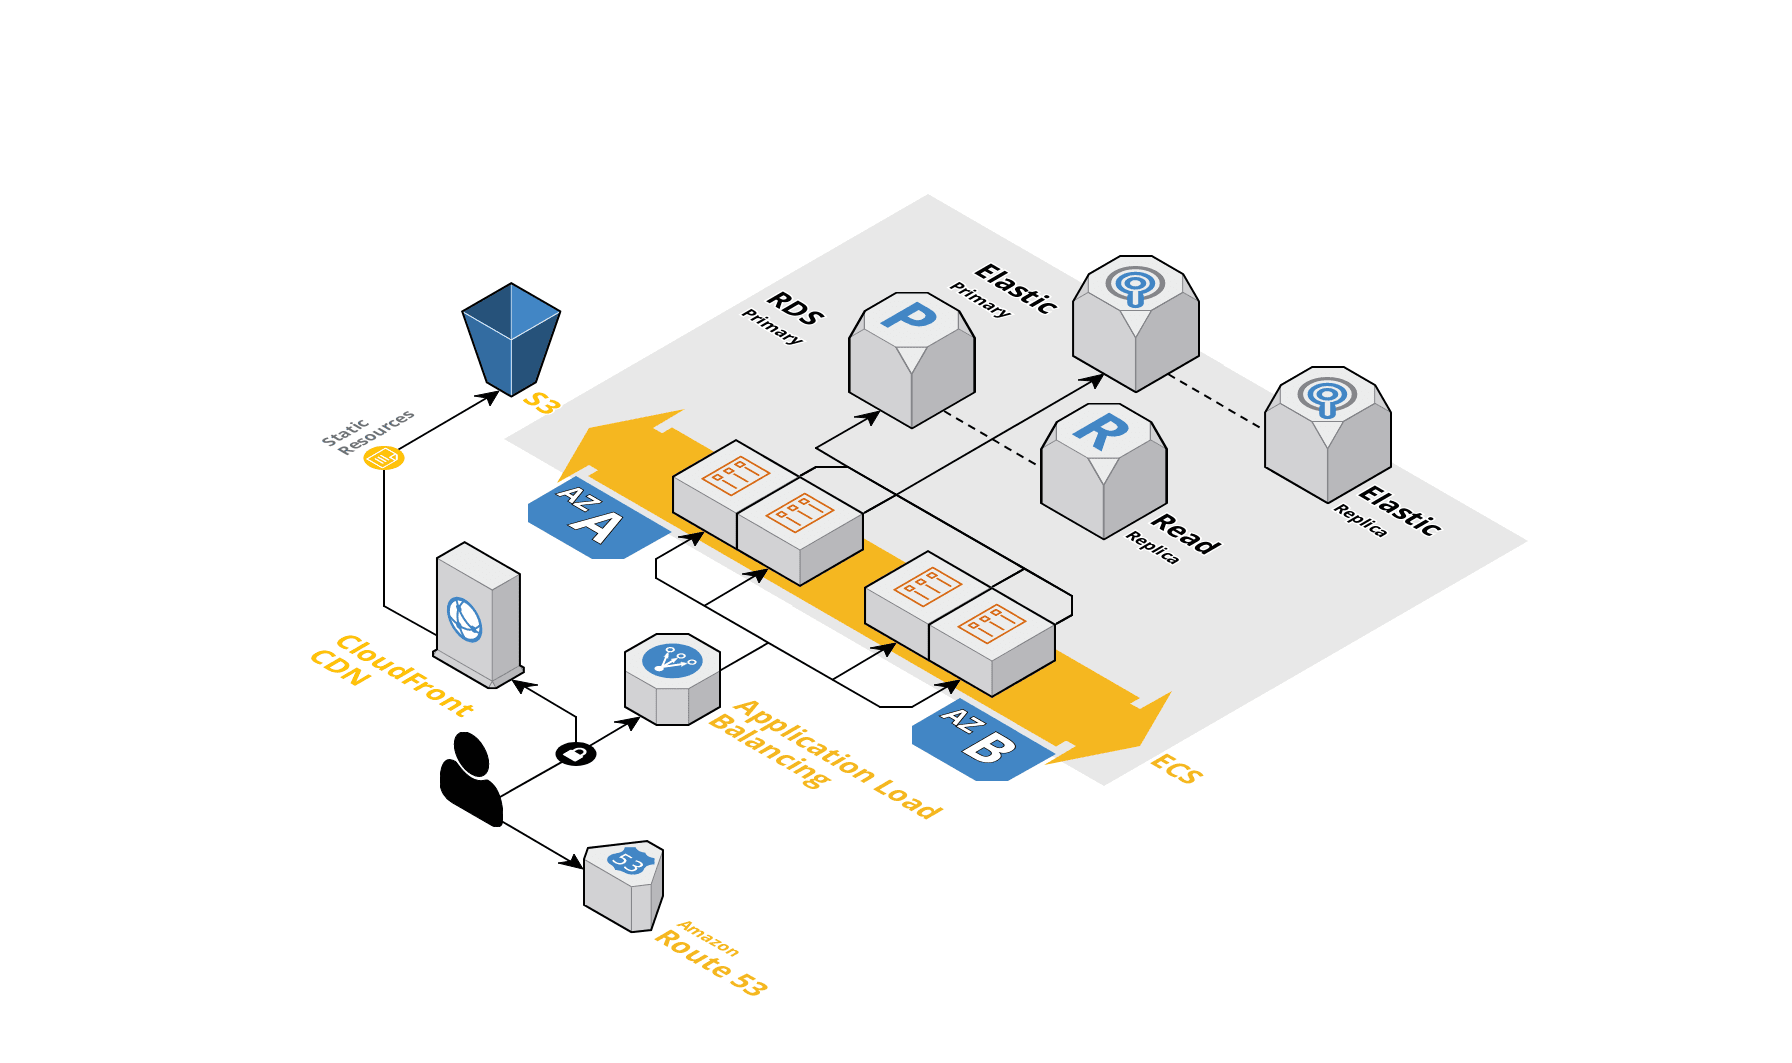 RDS
Primary
Elastic
Primary
P
S3
Static
Resources
R
Read
Replica
Elastic
Replica
AZ
A
AZ
B
CloudFront
CDN
Application Load
Balancing
ECS
53
Amazon
Route 53